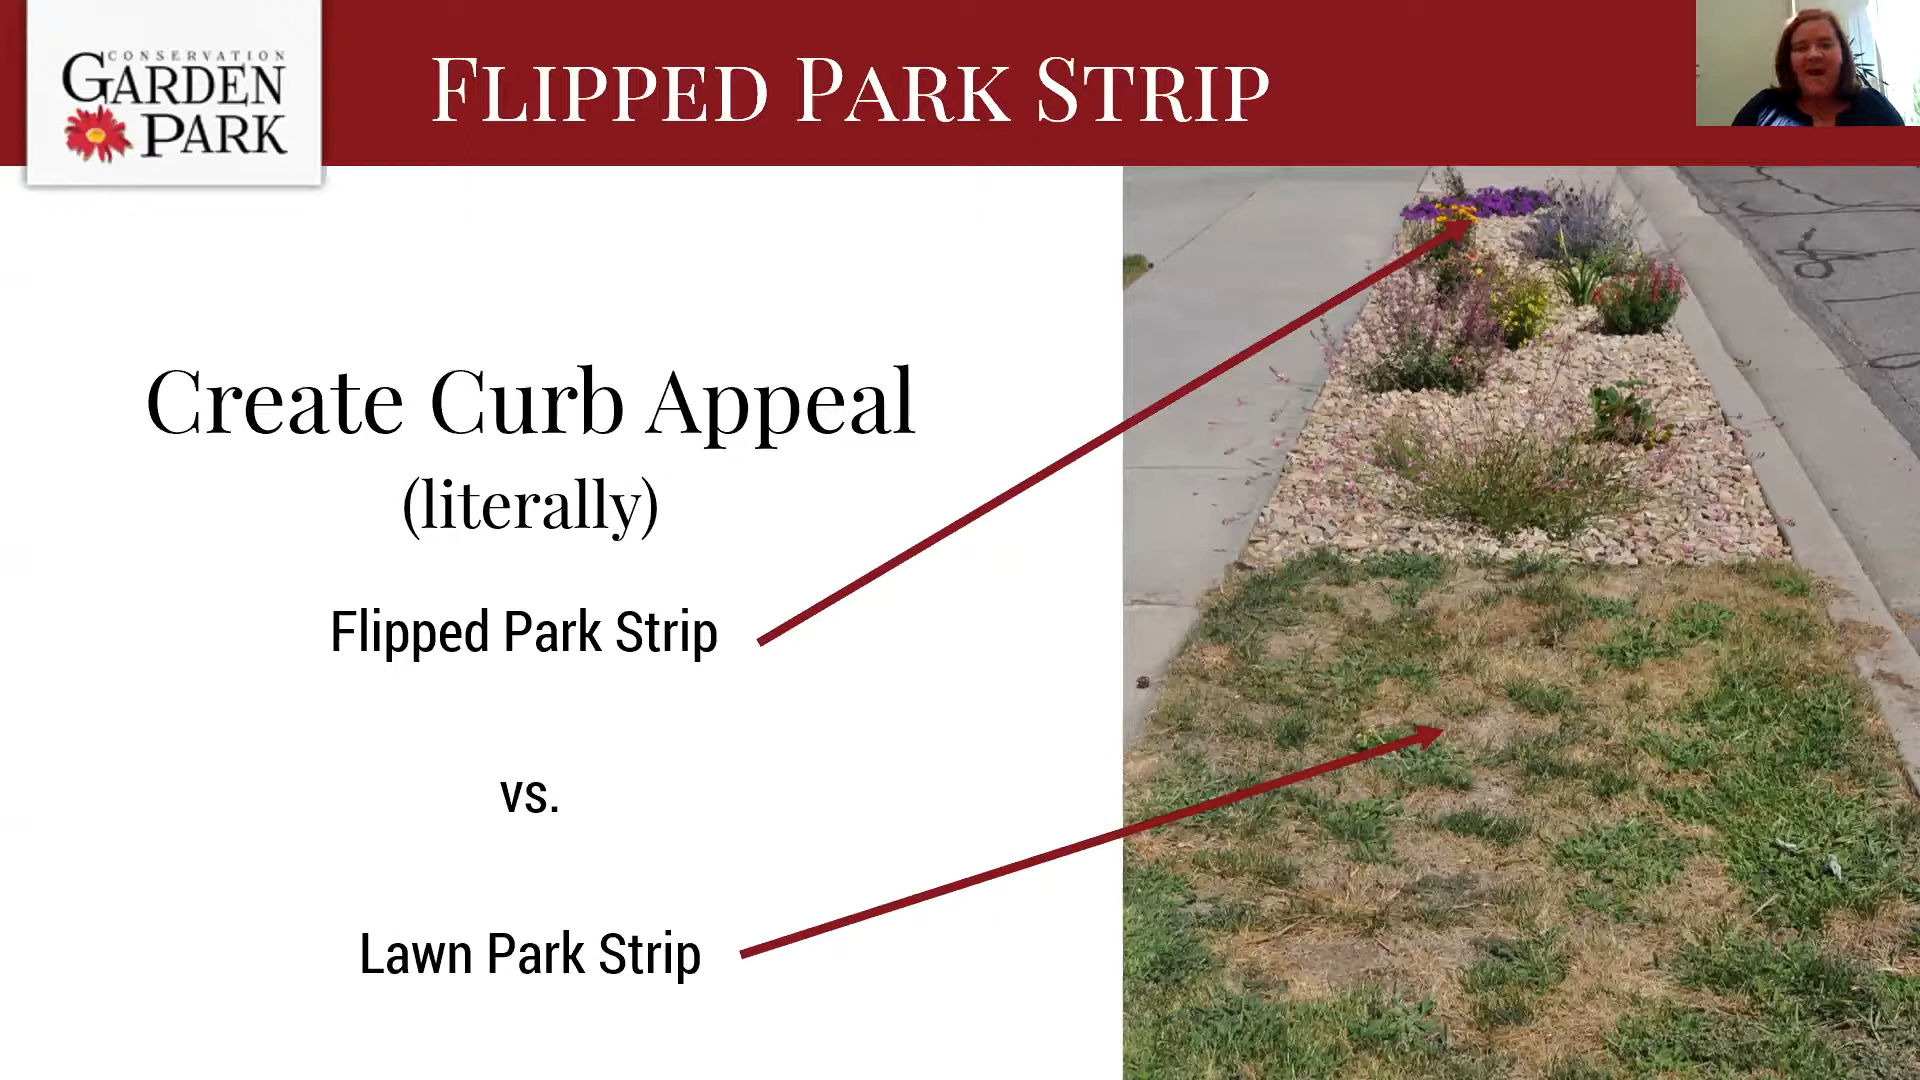 CONSERVATION
GARDEN
PARK
FLIPPED PARK STRIP
Create Curb Appeal
(literally)
Flipped Park Strip
vs.
Lawn Park Strip